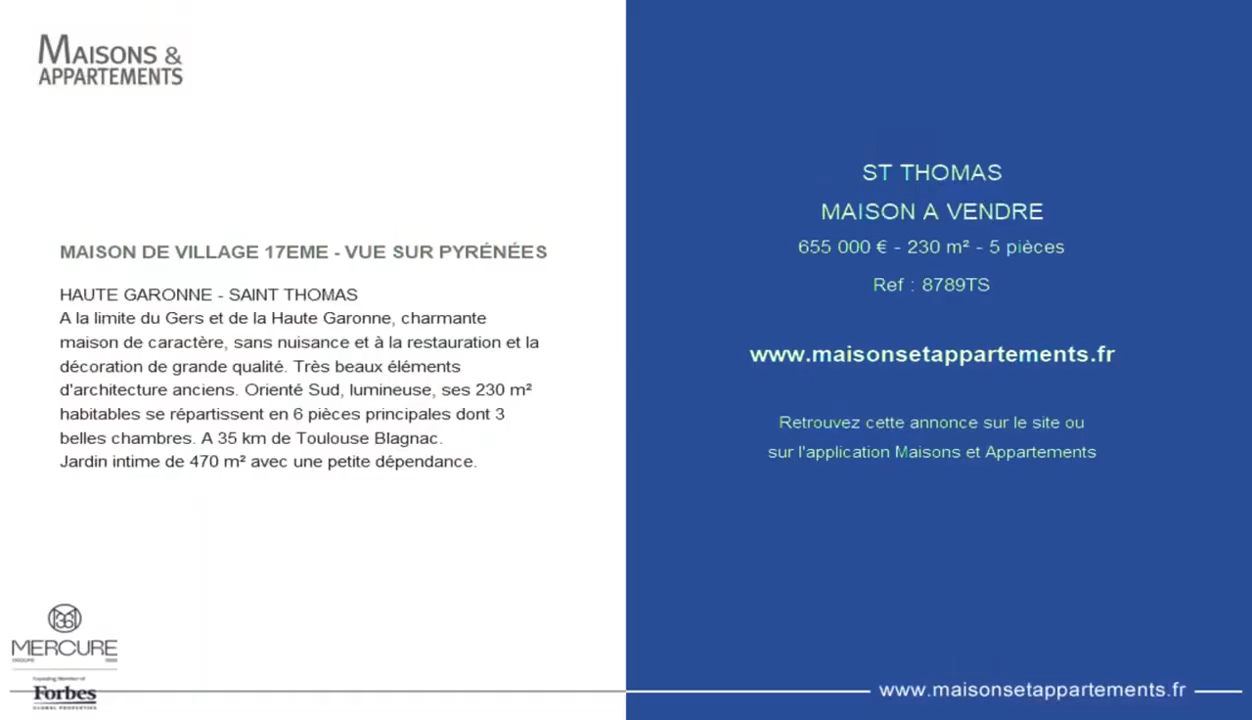 MAISONS &
APPARTEMENTS
MAISON DE VILLAGE 17EME - VUE SUR PYRÉNÉES
HAUTE GARONNE - SAINT THOMAS
A la limite du Gers et de la Haute Garonne, charmante
maison de caractère, sans nuisance et à la restauration et la
décoration de grande qualité. Très beaux éléments
d'architecture anciens. Orienté Sud, lumineuse, ses 230 m²
habitables se répartissent en 6 pièces principales dont 3
belles chambres. A 35 km de Toulouse Blagnac.
Jardin intime de 470 m² avec une petite dépendance.
MERCURE
Founding Member of
Forbes
GLOBAL PROPERTIES
ST THOMAS
MAISON A VENDRE
655 000 € - 230 m² - 5 pièces
Ref : 8789TS
www.maisonsetappartements.fr
Retrouvez cette annonce sur le site ou
sur l'application Maisons et Appartements
www.maisonsetappartements.fr